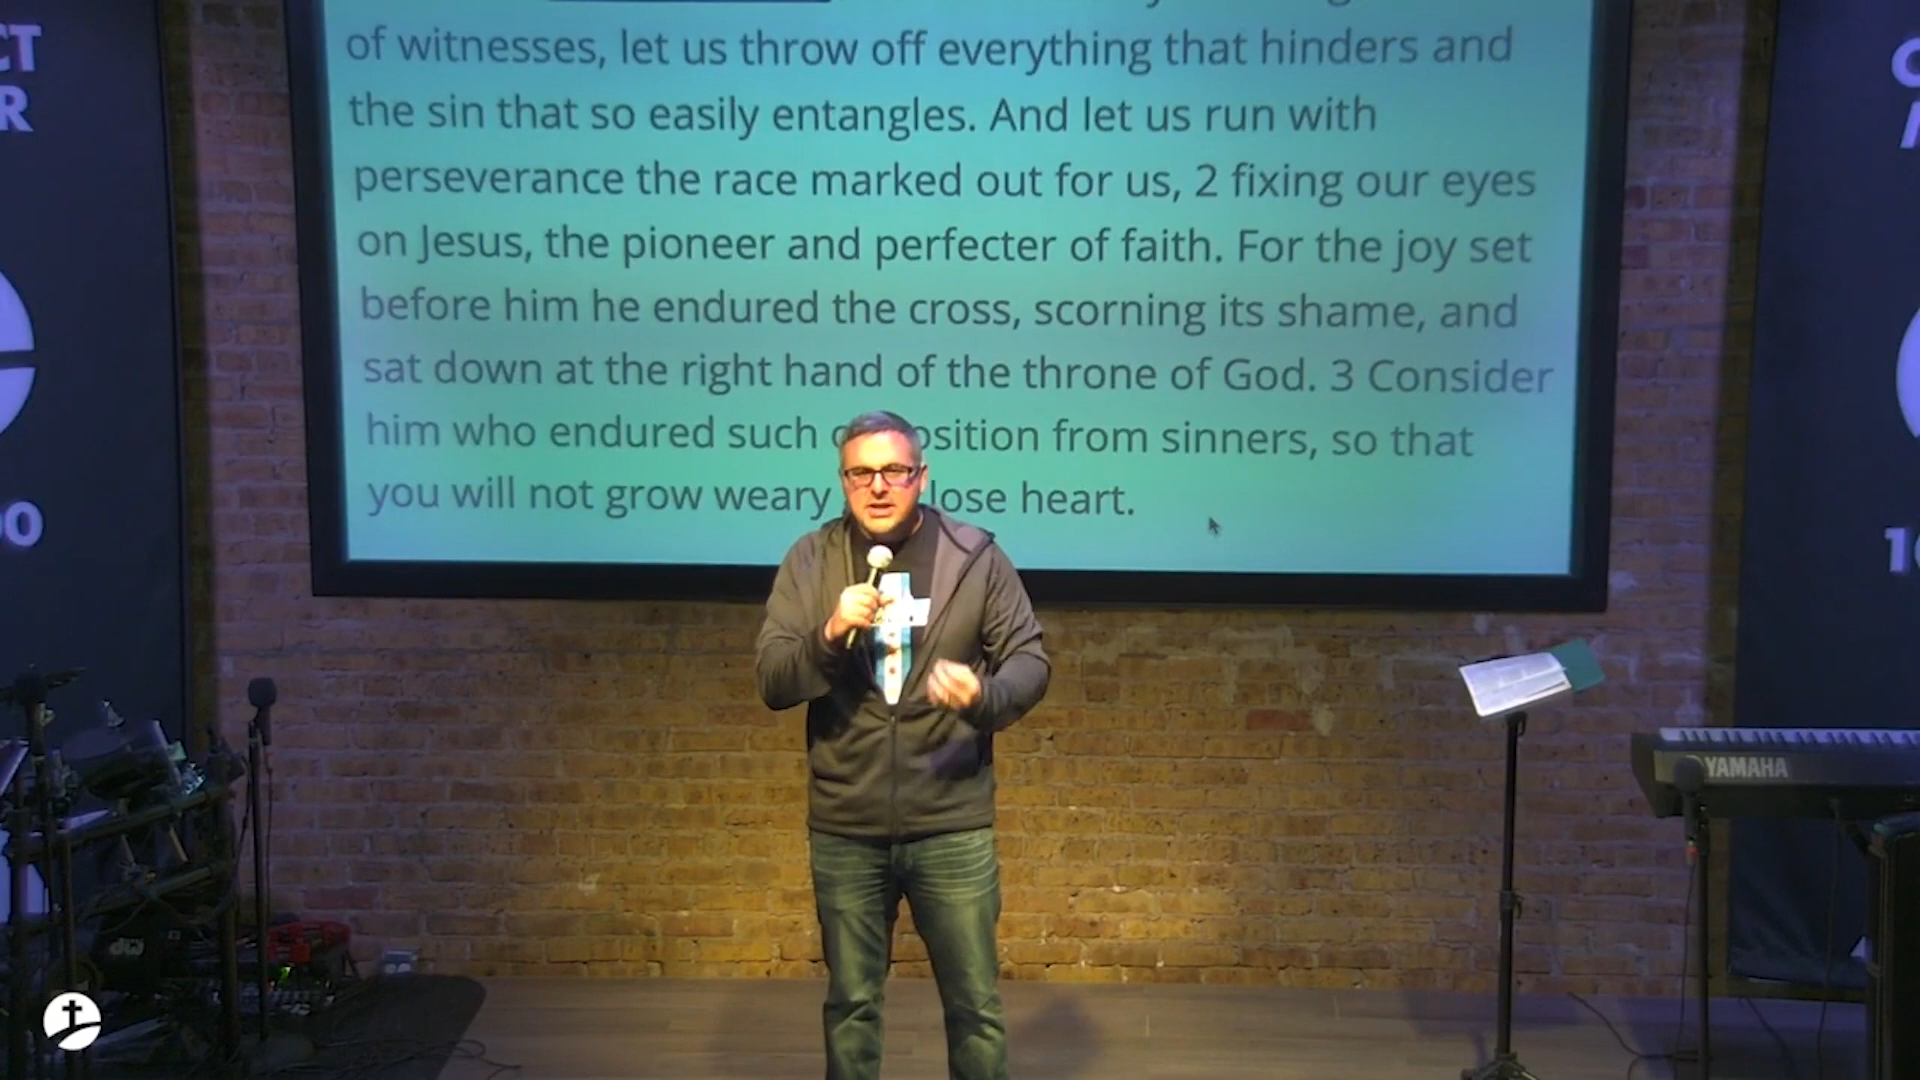 of witnesses, let us throw off everything that hinders and
the sin that so easily entangles. And let us run with
perseverance the race marked out for us, 2 fixing our eyes
on Jesus, the pioneer and perfecter of faith. For the joy set
before him he endured the cross, scorning its shame, and
sat down at the right hand of the throne of God. 3 Consider
him who endured such sition from sinners, so that
you will not grow weary lose heart.
CT
R
YAMAHA
dw